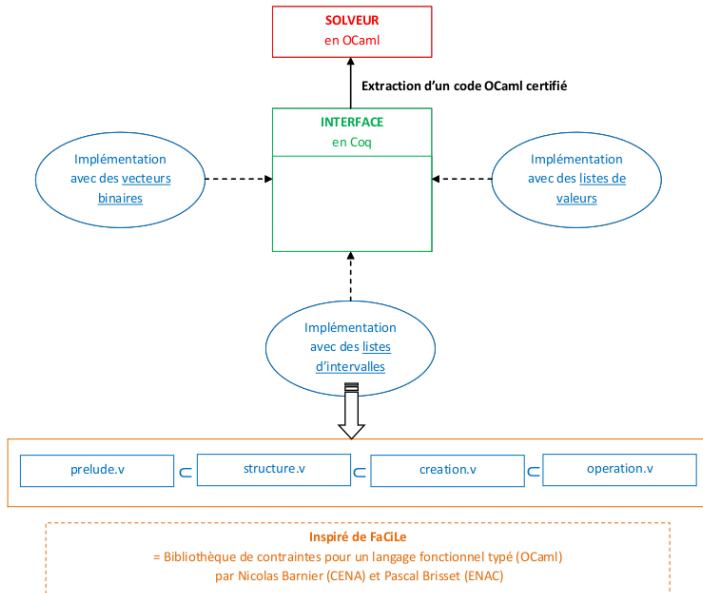 SOLVEUR
en OCaml
Extraction d'un code OCaml certifié
INTERFACE
en Coq
Implémentation
avec des vecteurs
binaires
Implémentation
avec des listes de
valeurs
Implémentation
avec des listes
d'intervalles
prelude.v ⊂ structure.v ⊂ creation.v ⊂ operation.v
Inspiré de FaCiLe
= Bibliothèque de contraintes pour un langage fonctionnel typé (OCaml)
par Nicolas Barnier (CENA) et Pascal Brisset (ENAC)